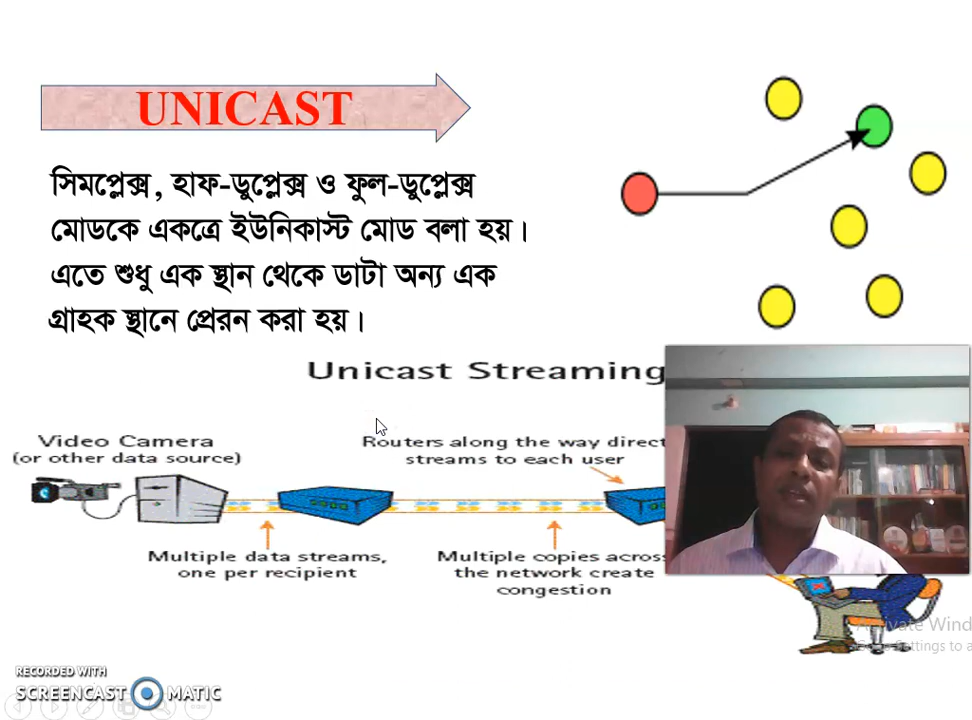 UNICAST
সিমপ্লেক্স, হাফ-ডুপ্লেক্স ও ফুল-ডুপ্লেক্স
মোডকে একত্রে ইউনিকাস্ট মোড বলা হয়।
এতে শুধু এক স্থান থেকে ডাটা অন্য এক
গ্রাহক স্থানে প্রেরন করা হয়।
Unicast Streaming
Video Camera
(or other data source)
Routers along the way direct
streams to each user
Multiple data streams,
one per recipient
Multiple copies across
the network create
congestion
RECORDED WITH
SCREENCAST MATIC